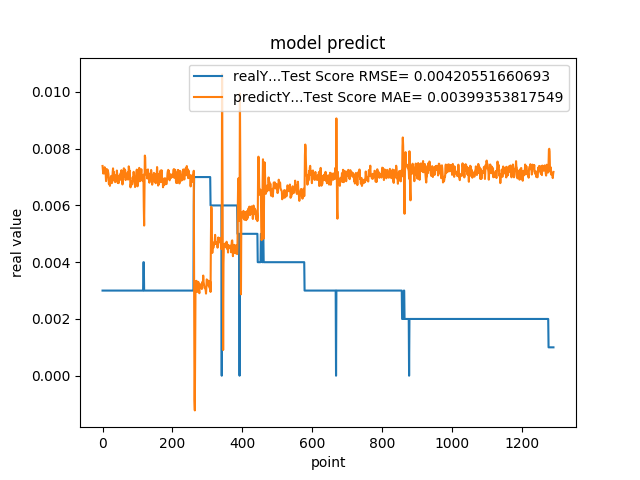 model predict
realY...Test Score RMSE= 0.00420551660693
predictY...Test Score MAE= 0.00399353817549
0.010
0.008
0.006
0.004
0.002
0.000
real value
0 200 400 600 800 1000 1200
point